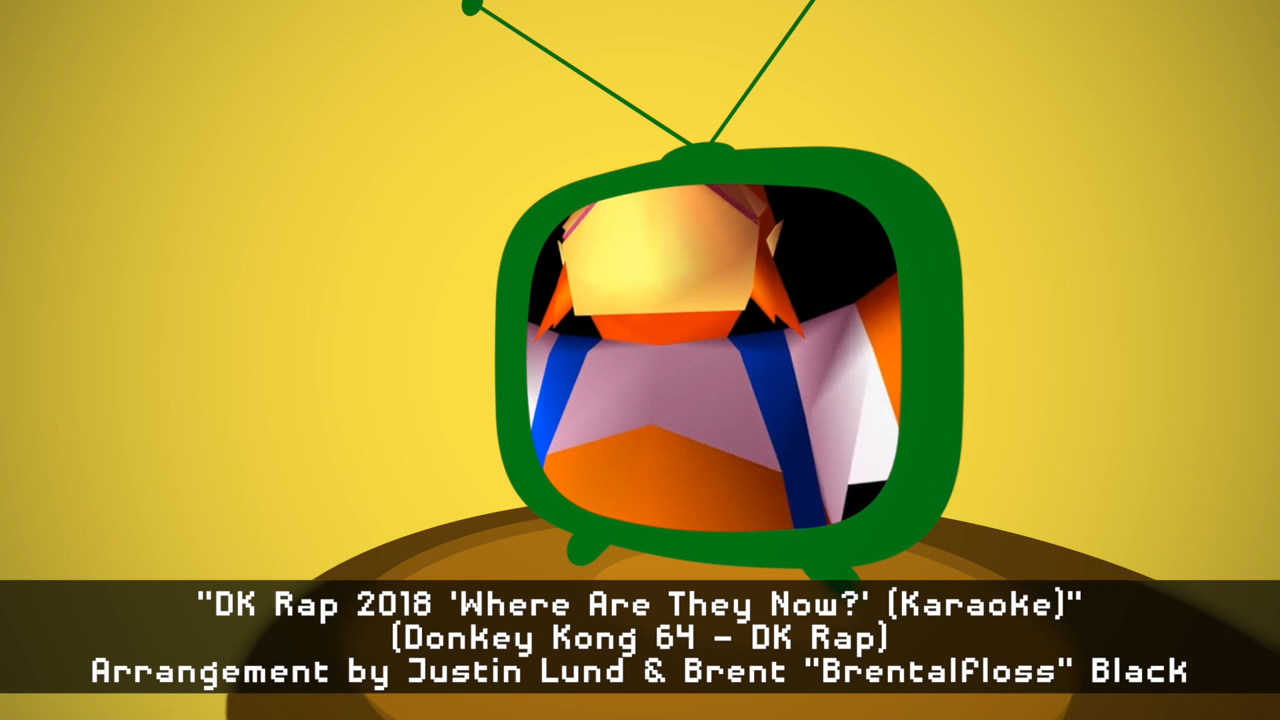 "DK Rap 2018 'Where Are They Now?' (Karaoke)"
(Donkey Kong 64 - DK Rap)
Arrangement by Justin Lund & Brent "Brentalfloss" Black